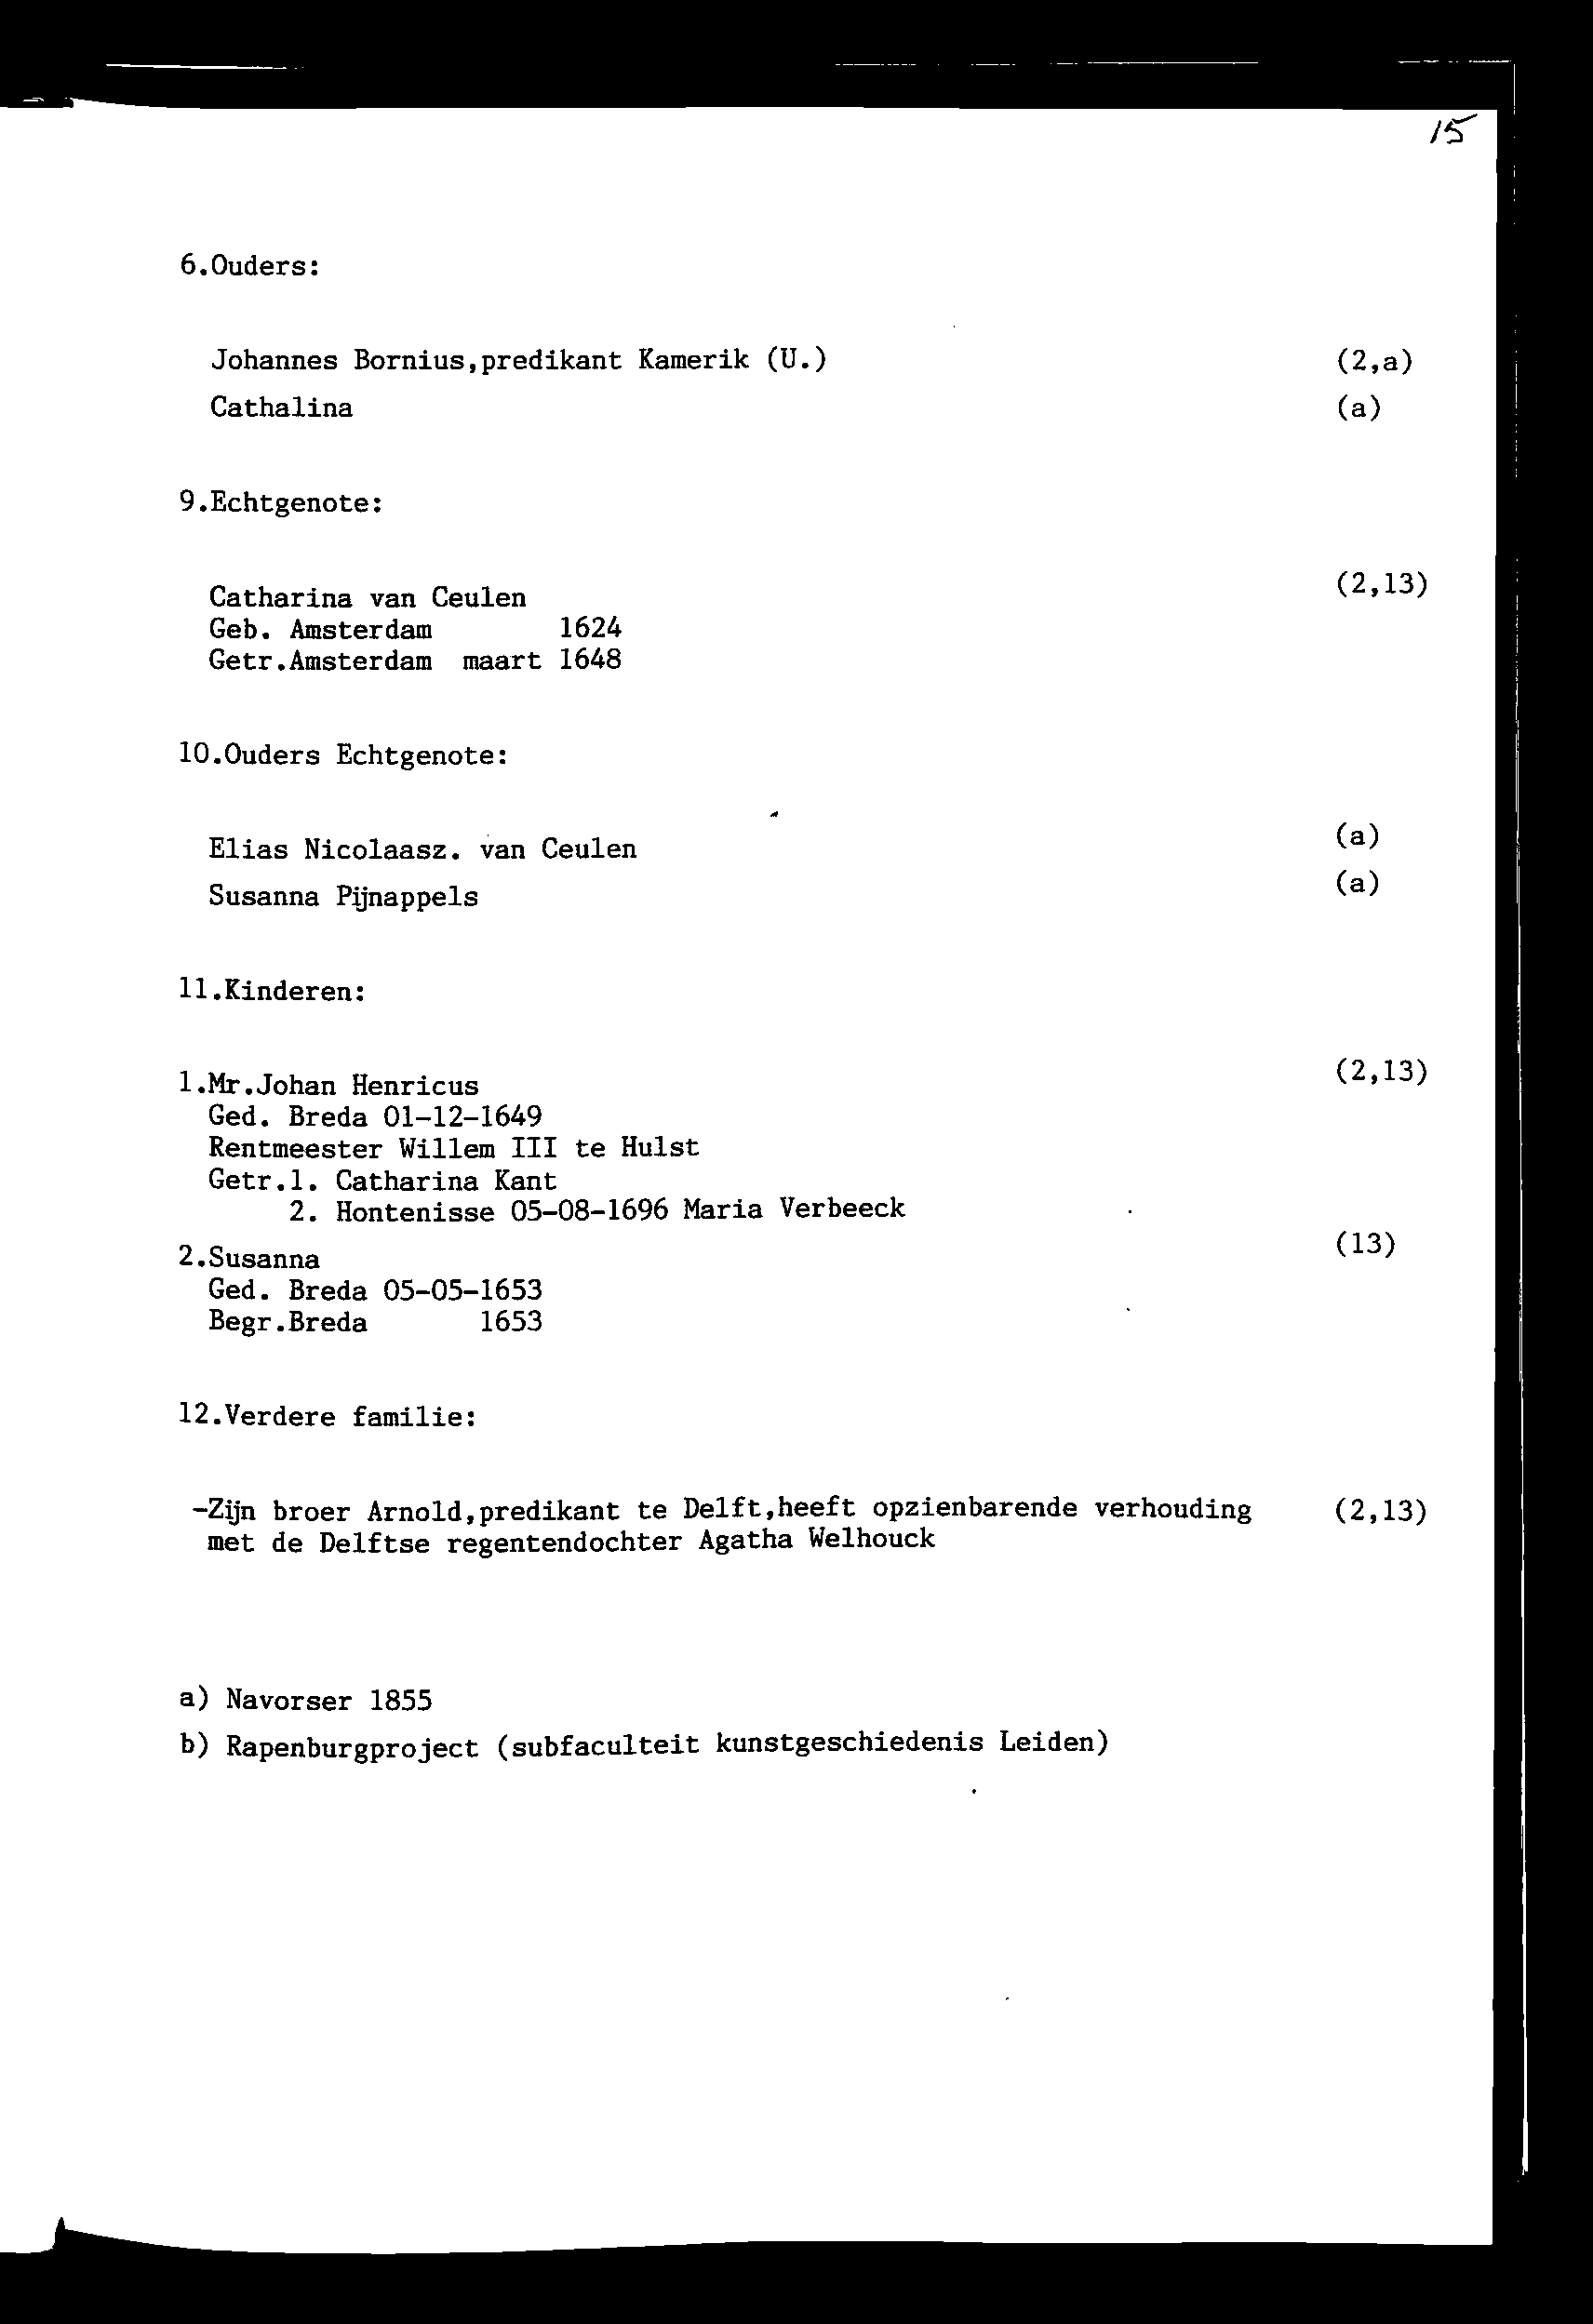 15
6.Ouders:
Johannes Bornius,predikant Kamerik (U.) (2,a)
Cathalina (a)
9.Echtgenote:
Catharina van Ceulen (2,13)
Geb. Amsterdam 1624
Getr.Amsterdam maart 1648
10.Ouders Echtgenote:
Elias Nicolaasz. van Ceulen (a)
Susanna Pijnappels (a)
11.Kinderen:
1.Mr.Johan Henricus (2,13)
Ged. Breda 01-12-1649
Rentmeester Willem III te Hulst
Getr.1. Catharina Kant
2. Hontenisse 05-08-1696 Maria Verbeeck
2.Susanna (13)
Ged. Breda 05-05-1653
Begr.Breda 1653
12.Verdere familie:
-Zijn broer Arnold,predikant te Delft,heeft opzienbarende verhouding (2,13)
met de Delftse regentendochter Agatha Welhouck
a) Navorser 1855
b) Rapenburgproject (subfaculteit kunstgeschiedenis Leiden)